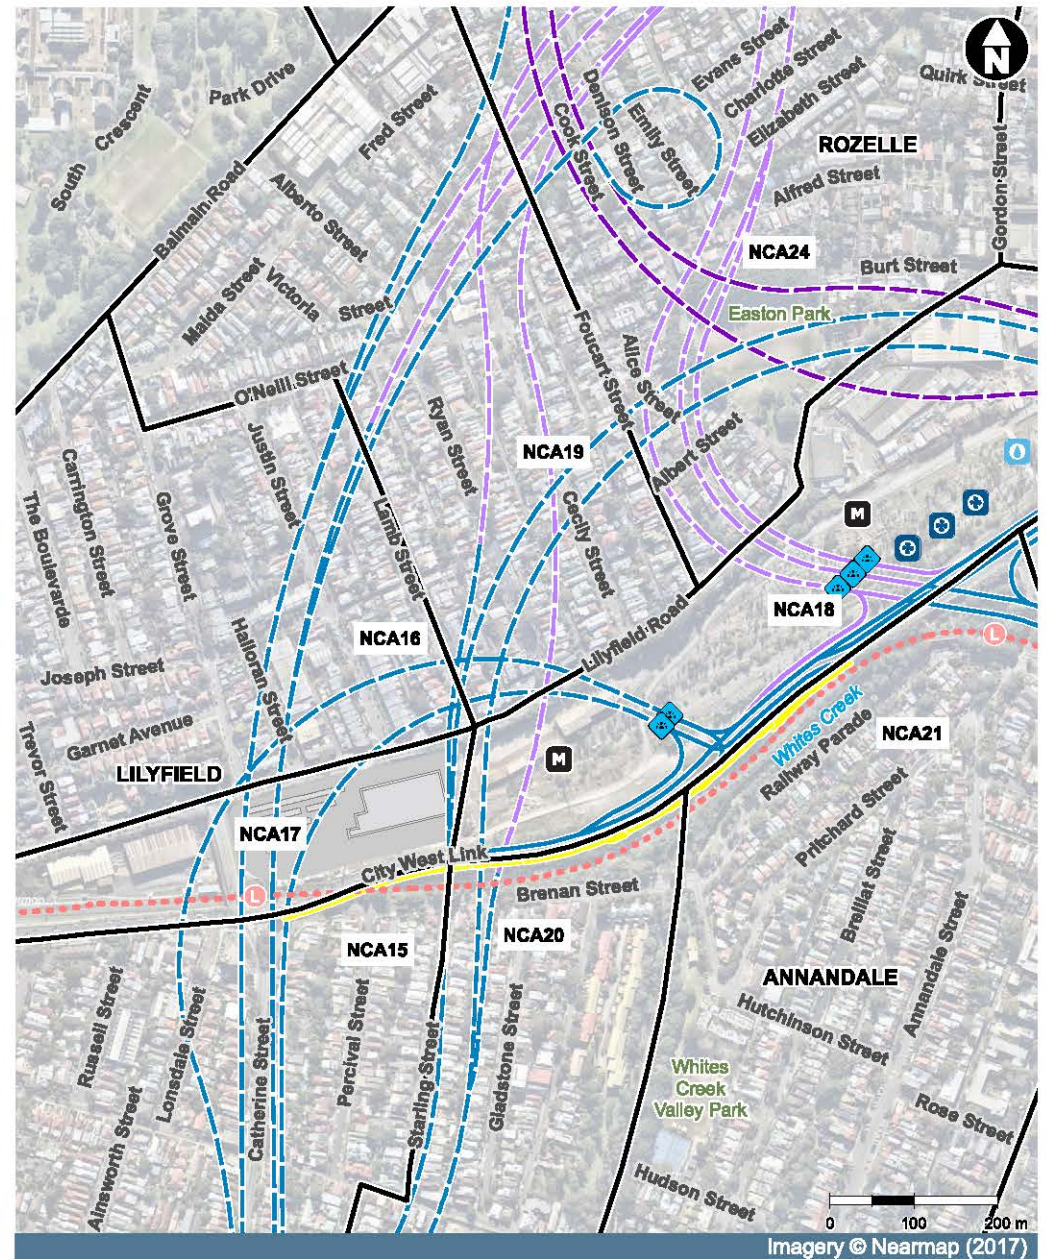 N
Evans Street
Charlotte Street
Elizabeth Street
Quirk Street
Park Drive
South Crescent
Fred Street
Denison Street
Emily Street
Cook Street
ROZELLE
Alfred Street
Gordon Street
Balmain Road
Alberto Street
Maida Street
Victoria Street
NCA24
Burt Street
Easton Park
Foucart Street
Alice Street
O'Neill Street
Ryan Street
Justin Street
NCA19
Albert Street
Carrington Street
The Boulevarde
Grove Street
Lamb Street
Cecily Street
M
NCA18
NCA16
Lilyfield Road
L
Halloran Street
Joseph Street
Garnet Avenue
Trevor Street
LILYFIELD
M
Whites Creek
Railway Parade
NCA21
Pritchard Street
NCA17
City West Link
Brenan Street
L
Breillat Street
Annandale Street
NCA15
NCA20
ANNANDALE
Russell Street
Lonsdale Street
Percival Street
Gladstone Street
Hutchinson Street
Catherine Street
Starling Street
Ainsworth Street
Whites
Creek
Valley Park
Rose Street
Hudson Street
0 100 200 m
Imagery © Nearmap (2017)